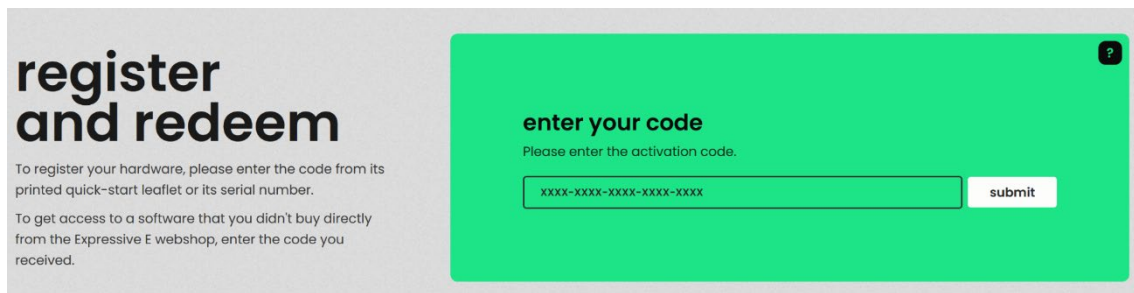 register
and redeem
To register your hardware, please enter the code from its
printed quick-start leaflet or its serial number.
To get access to a software that you didn't buy directly
from the Expressive E webshop, enter the code you
received.
?
enter your code
Please enter the activation code.
xxxx-xxxx-xxxx-xxxx-xxxx
submit